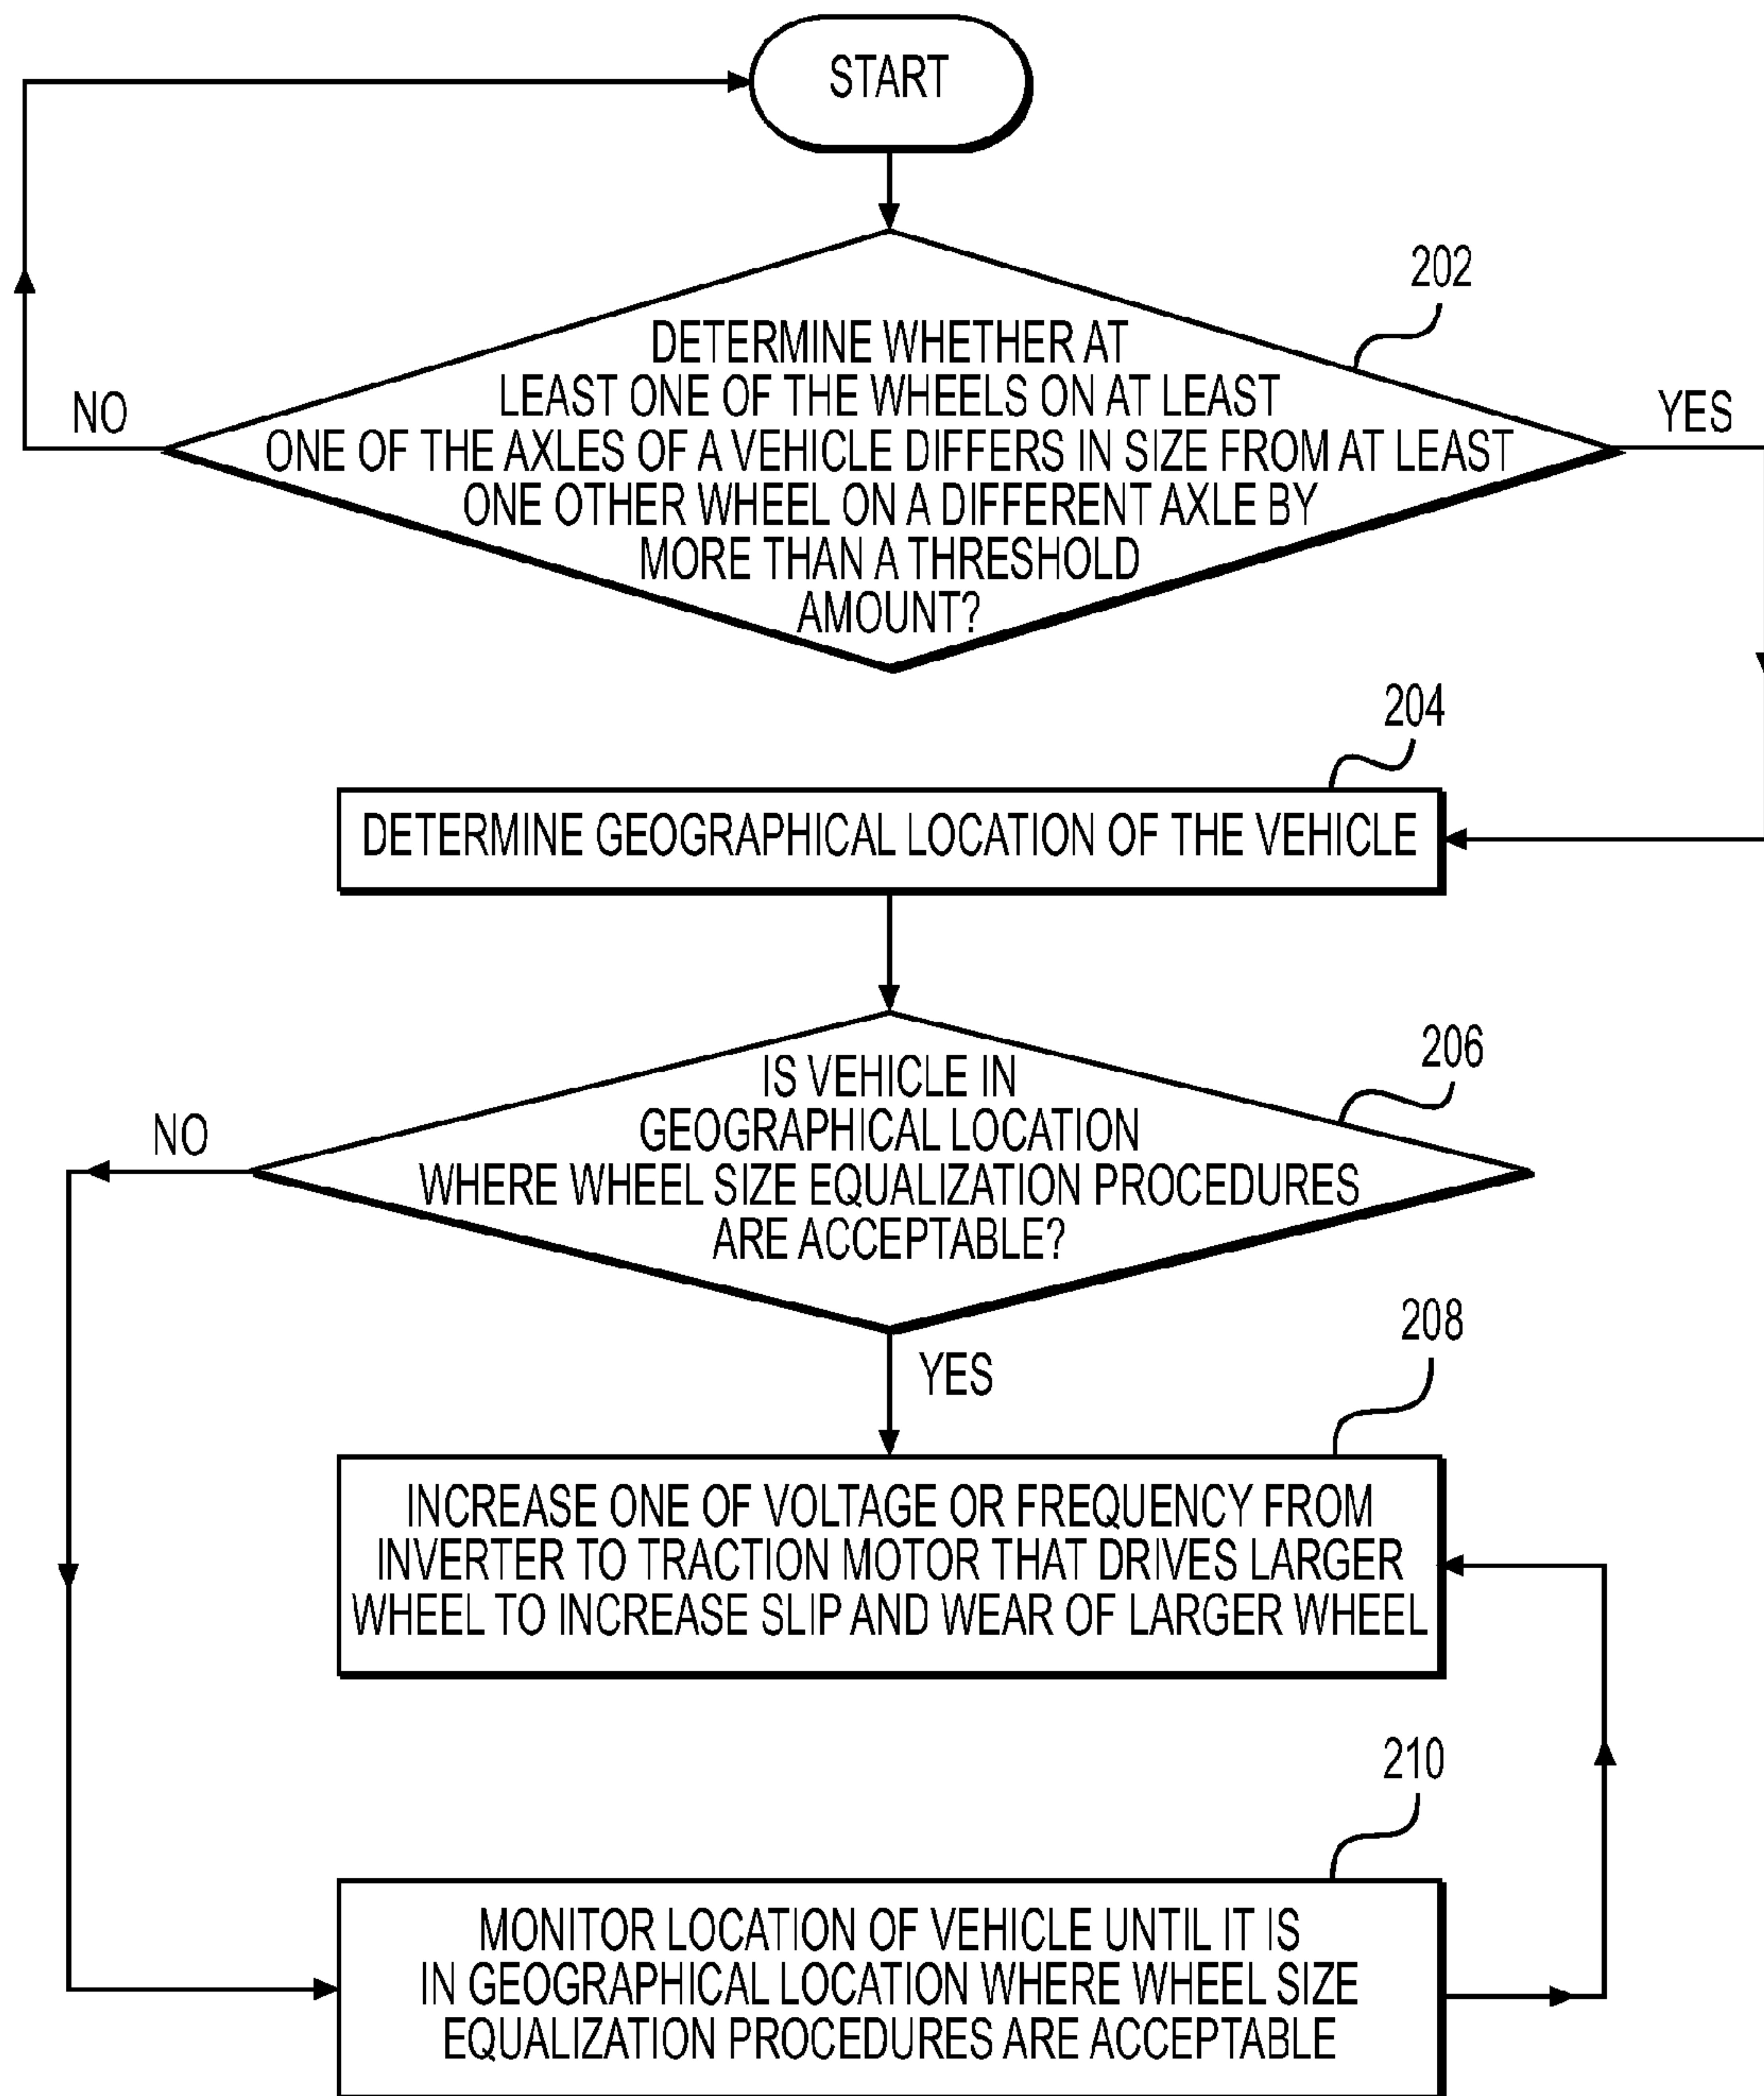 START
202
DETERMINE WHETHER AT
LEAST ONE OF THE WHEELS ON AT LEAST
ONE OF THE AXLES OF A VEHICLE DIFFERS IN SIZE FROM AT LEAST
ONE OTHER WHEEL ON A DIFFERENT AXLE BY
MORE THAN A THRESHOLD
AMOUNT?
NO
YES
204
DETERMINE GEOGRAPHICAL LOCATION OF THE VEHICLE
206
IS VEHICLE IN
GEOGRAPHICAL LOCATION
WHERE WHEEL SIZE EQUALIZATION PROCEDURES
ARE ACCEPTABLE?
NO
YES
208
INCREASE ONE OF VOLTAGE OR FREQUENCY FROM
INVERTER TO TRACTION MOTOR THAT DRIVES LARGER
WHEEL TO INCREASE SLIP AND WEAR OF LARGER WHEEL
210
MONITOR LOCATION OF VEHICLE UNTIL IT IS
IN GEOGRAPHICAL LOCATION WHERE WHEEL SIZE
EQUALIZATION PROCEDURES ARE ACCEPTABLE